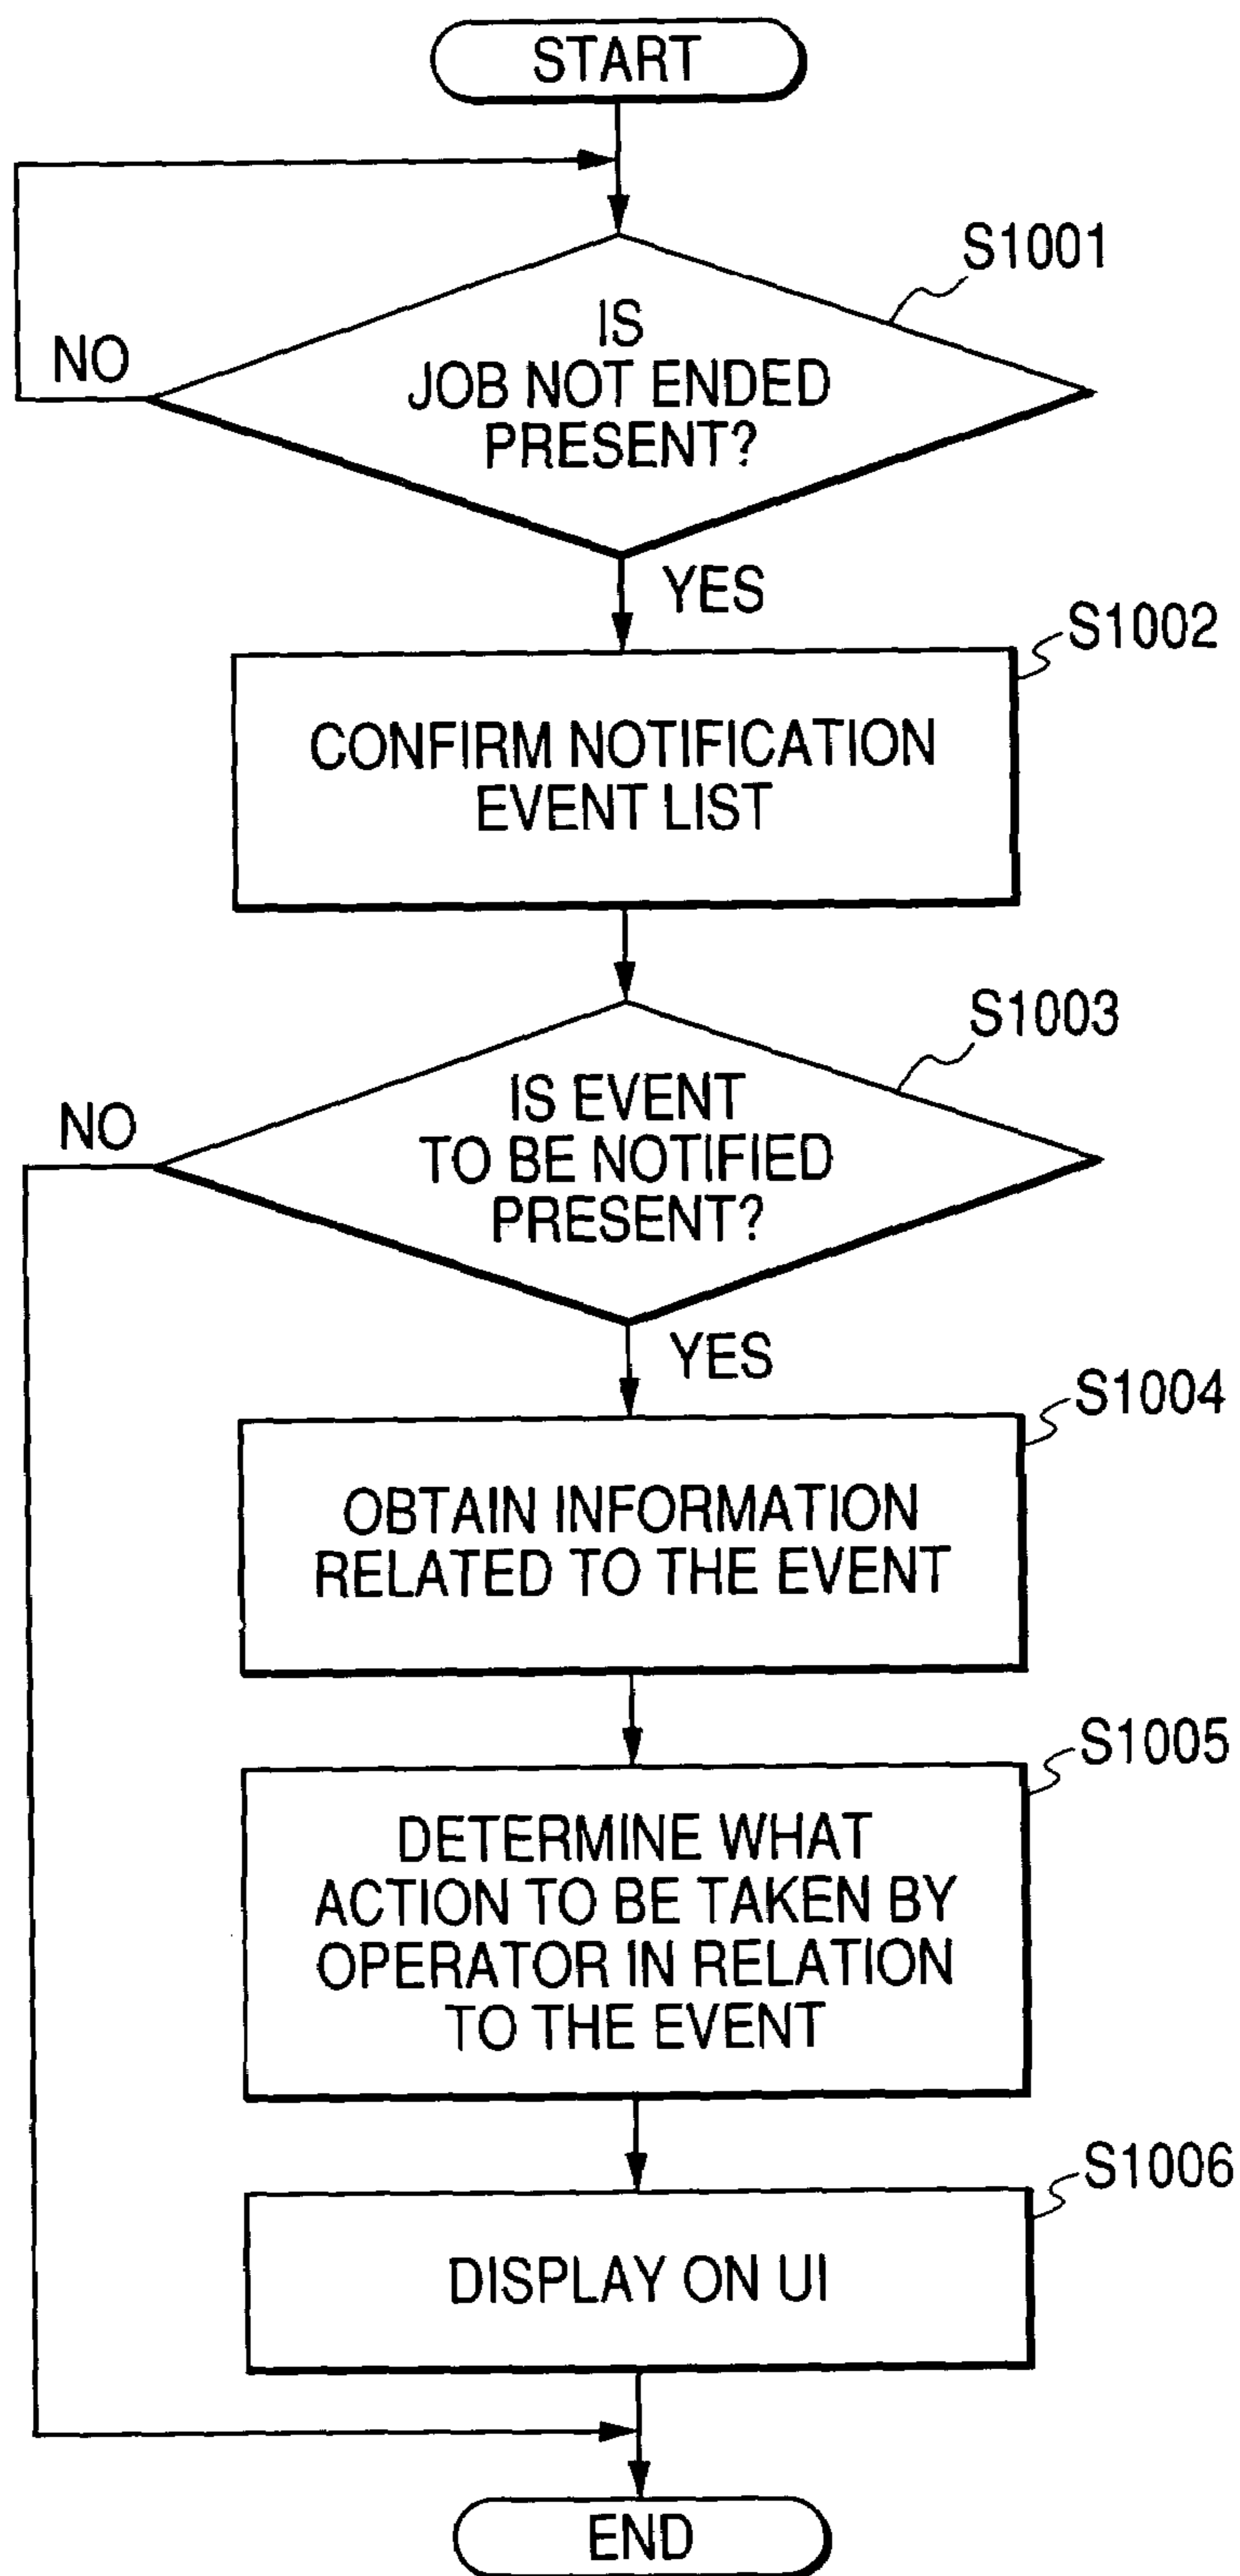 START
S1001
IS
JOB NOT ENDED
PRESENT?
NO
YES
S1002
CONFIRM NOTIFICATION
EVENT LIST
S1003
IS EVENT
TO BE NOTIFIED
PRESENT?
NO
YES
S1004
OBTAIN INFORMATION
RELATED TO THE EVENT
S1005
DETERMINE WHAT
ACTION TO BE TAKEN BY
OPERATOR IN RELATION
TO THE EVENT
S1006
DISPLAY ON UI
END